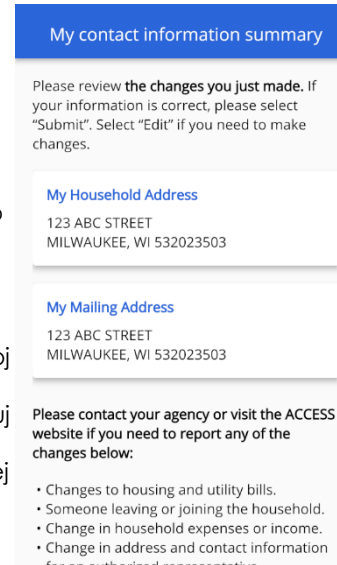 My contact information summary
Please review the changes you just made. If
your information is correct, please select
“Submit”. Select “Edit” if you need to make
changes.
My Household Address
123 ABC STREET
MILWAUKEE, WI 532023503
My Mailing Address
123 ABC STREET
MILWAUKEE, WI 532023503
Please contact your agency or visit the ACCESS
website if you need to report any of the
changes below:
• Changes to housing and utility bills.
• Someone leaving or joining the household.
• Change in household expenses or income.
• Change in address and contact information